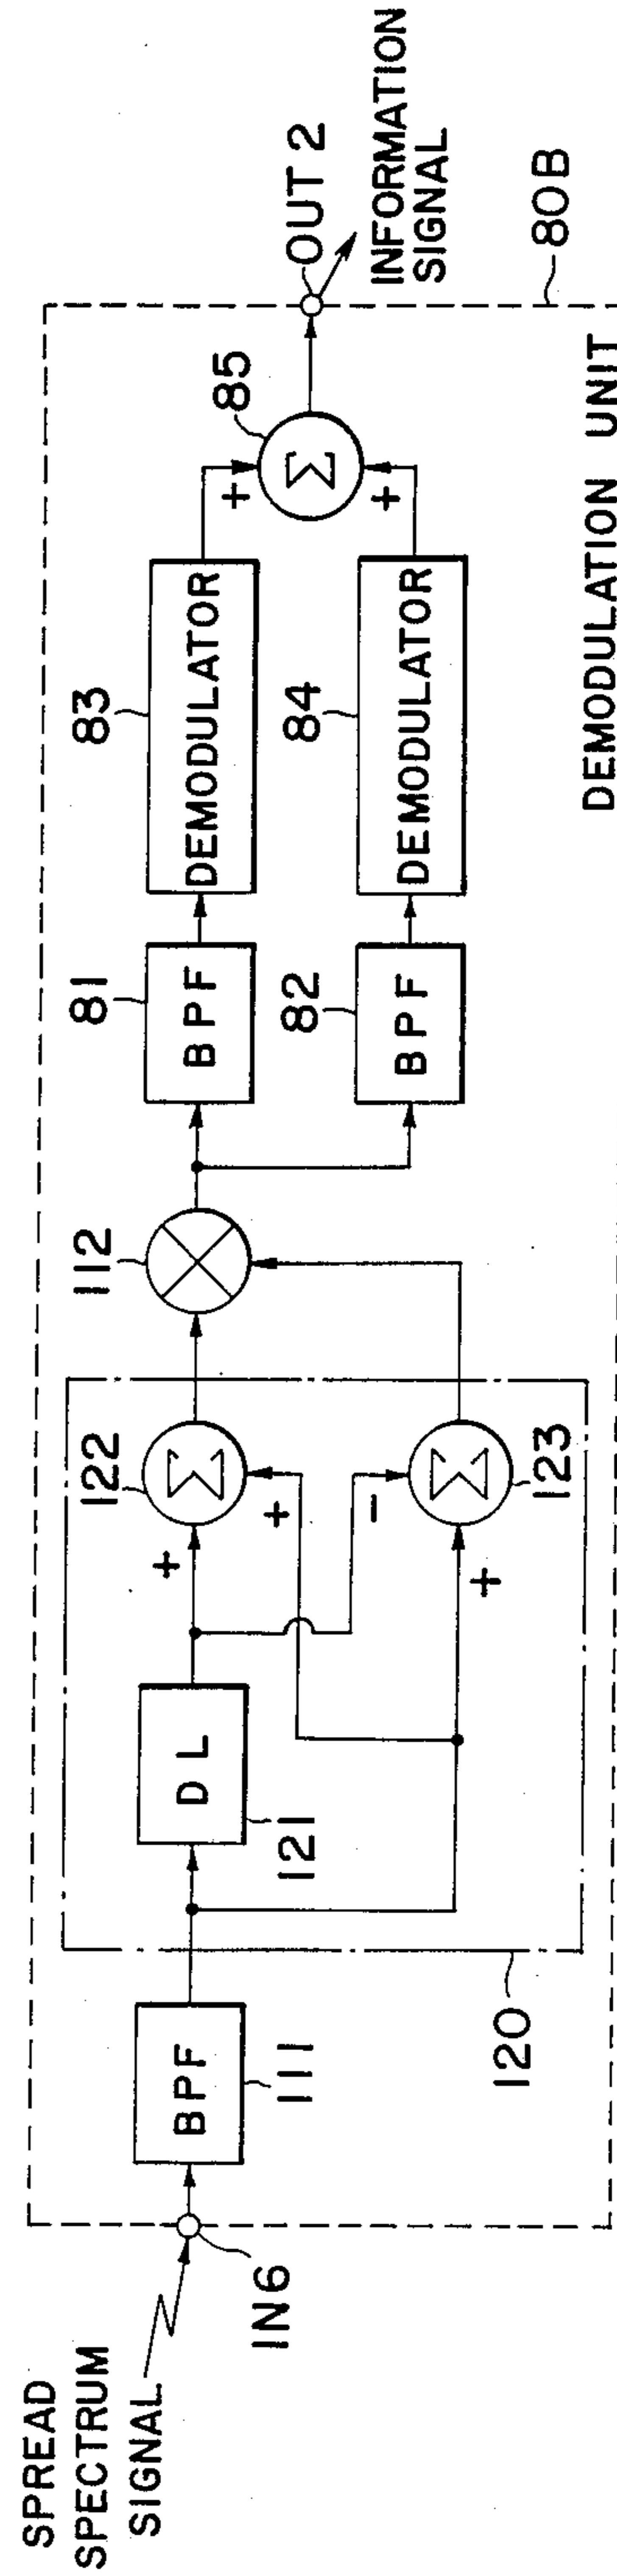 SPREAD
SPECTRUM
SIGNAL
IN6
BPF
111
120
DL
121
+
Σ
122
+
-
+
Σ
123
112
BPF
81
BPF
82
DEMODULATOR
83
DEMODULATOR
84
+
Σ
85
+
OUT 2
INFORMATION
SIGNAL
80B
DEMODULATION UNIT